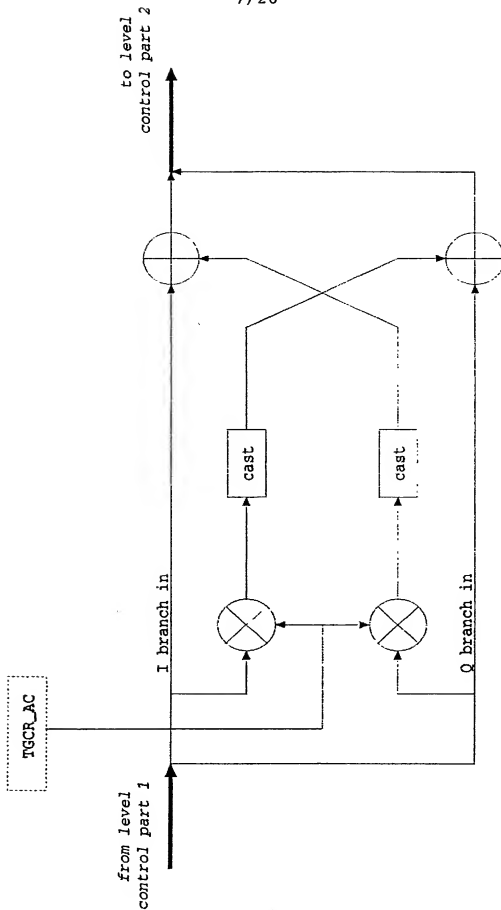 7/20
to level
control part 2
I branch in
cast
cast
Q branch in
TGCR_AC
from level
control part 1